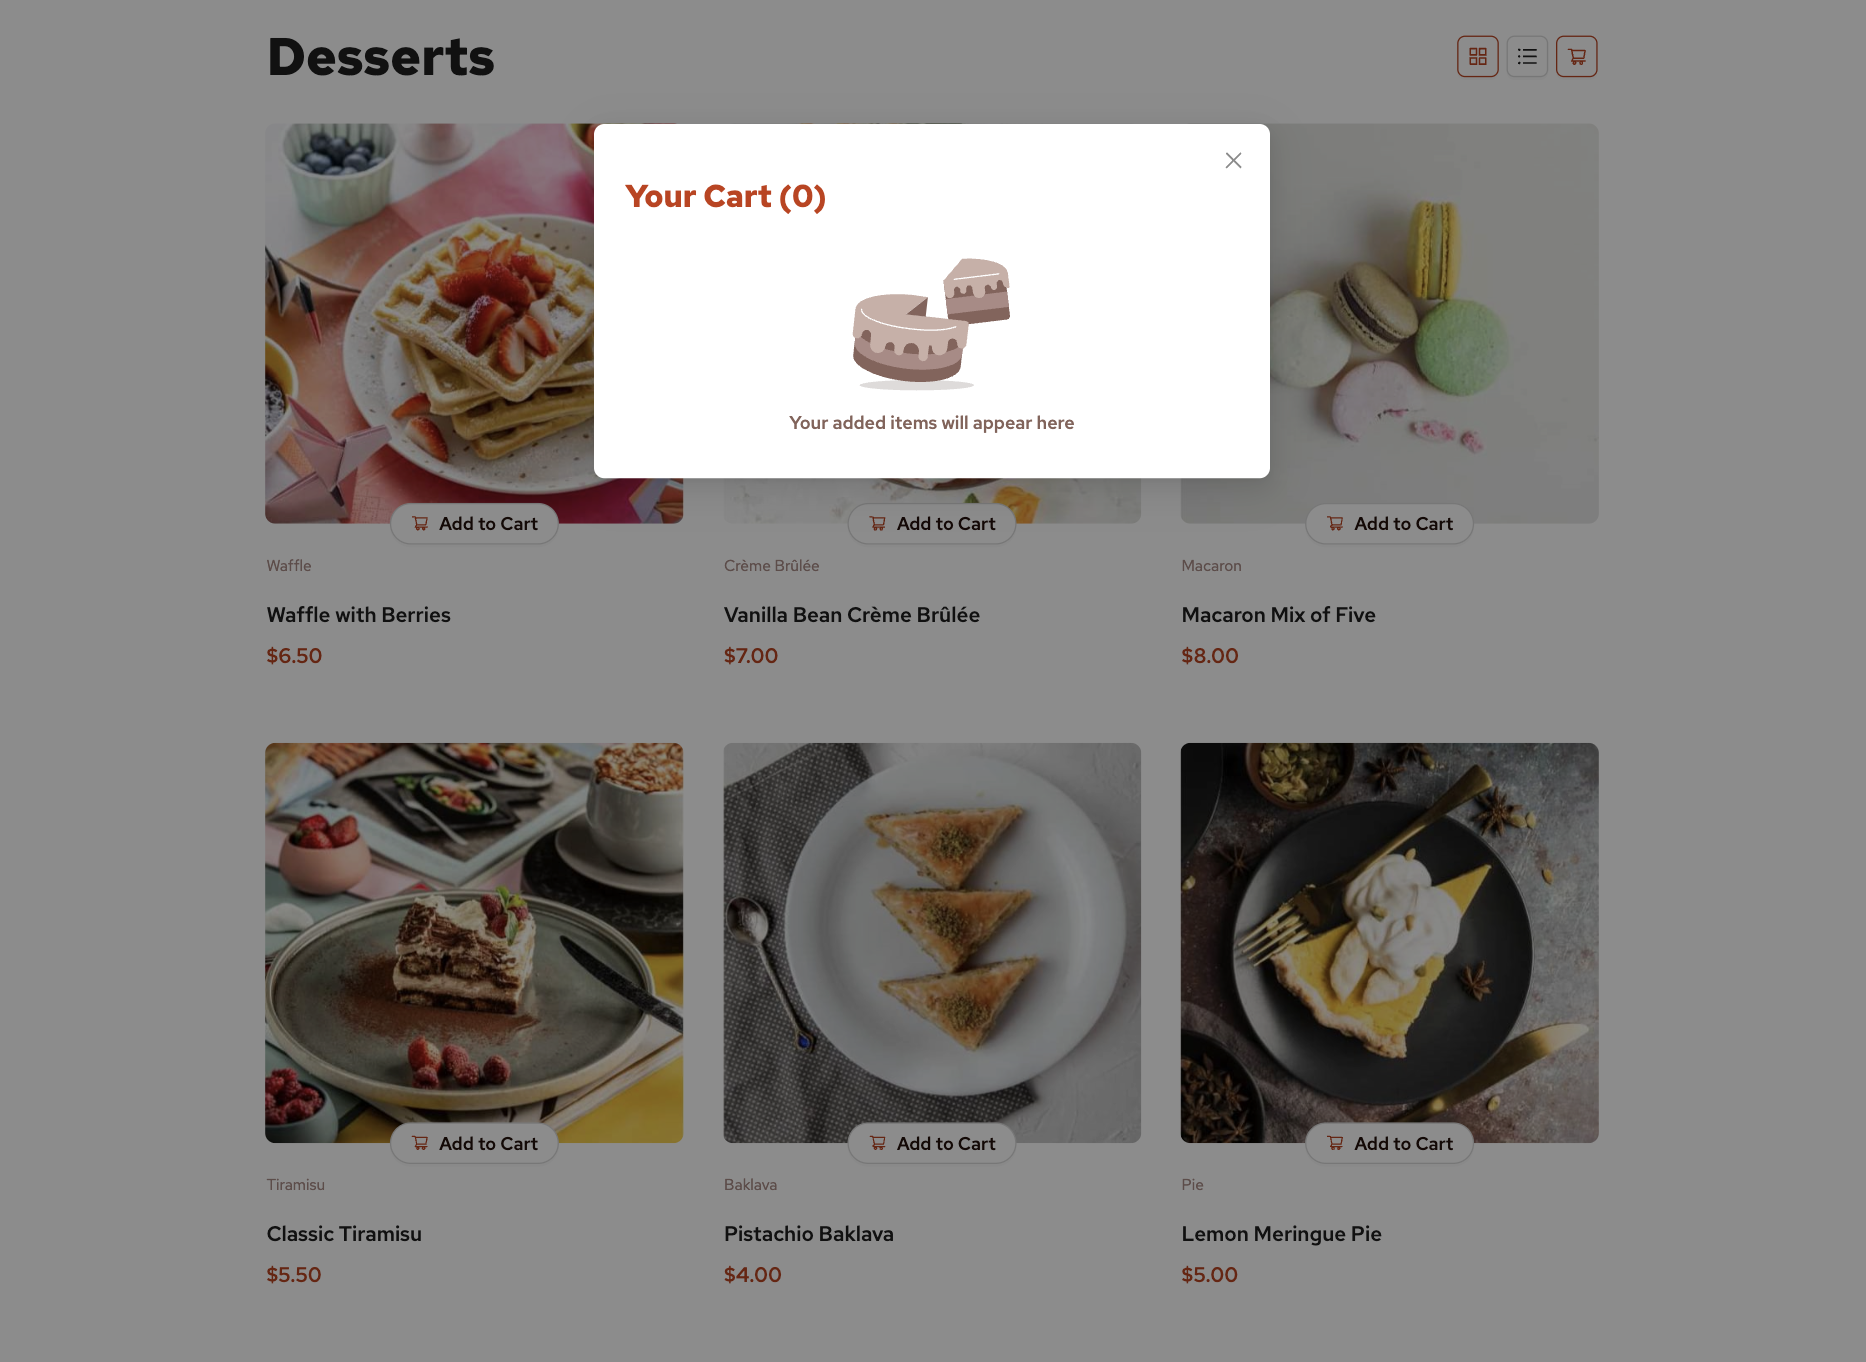 Desserts
Your Cart (0)
Your added items will appear here
Add to Cart
Add to Cart
Add to Cart
Waffle
Crème Brûlée
Macaron
Waffle with Berries
Vanilla Bean Crème Brûlée
Macaron Mix of Five
$6.50
$7.00
$8.00
Add to Cart
Add to Cart
Add to Cart
Tiramisu
Baklava
Pie
Classic Tiramisu
Pistachio Baklava
Lemon Meringue Pie
$5.50
$4.00
$5.00